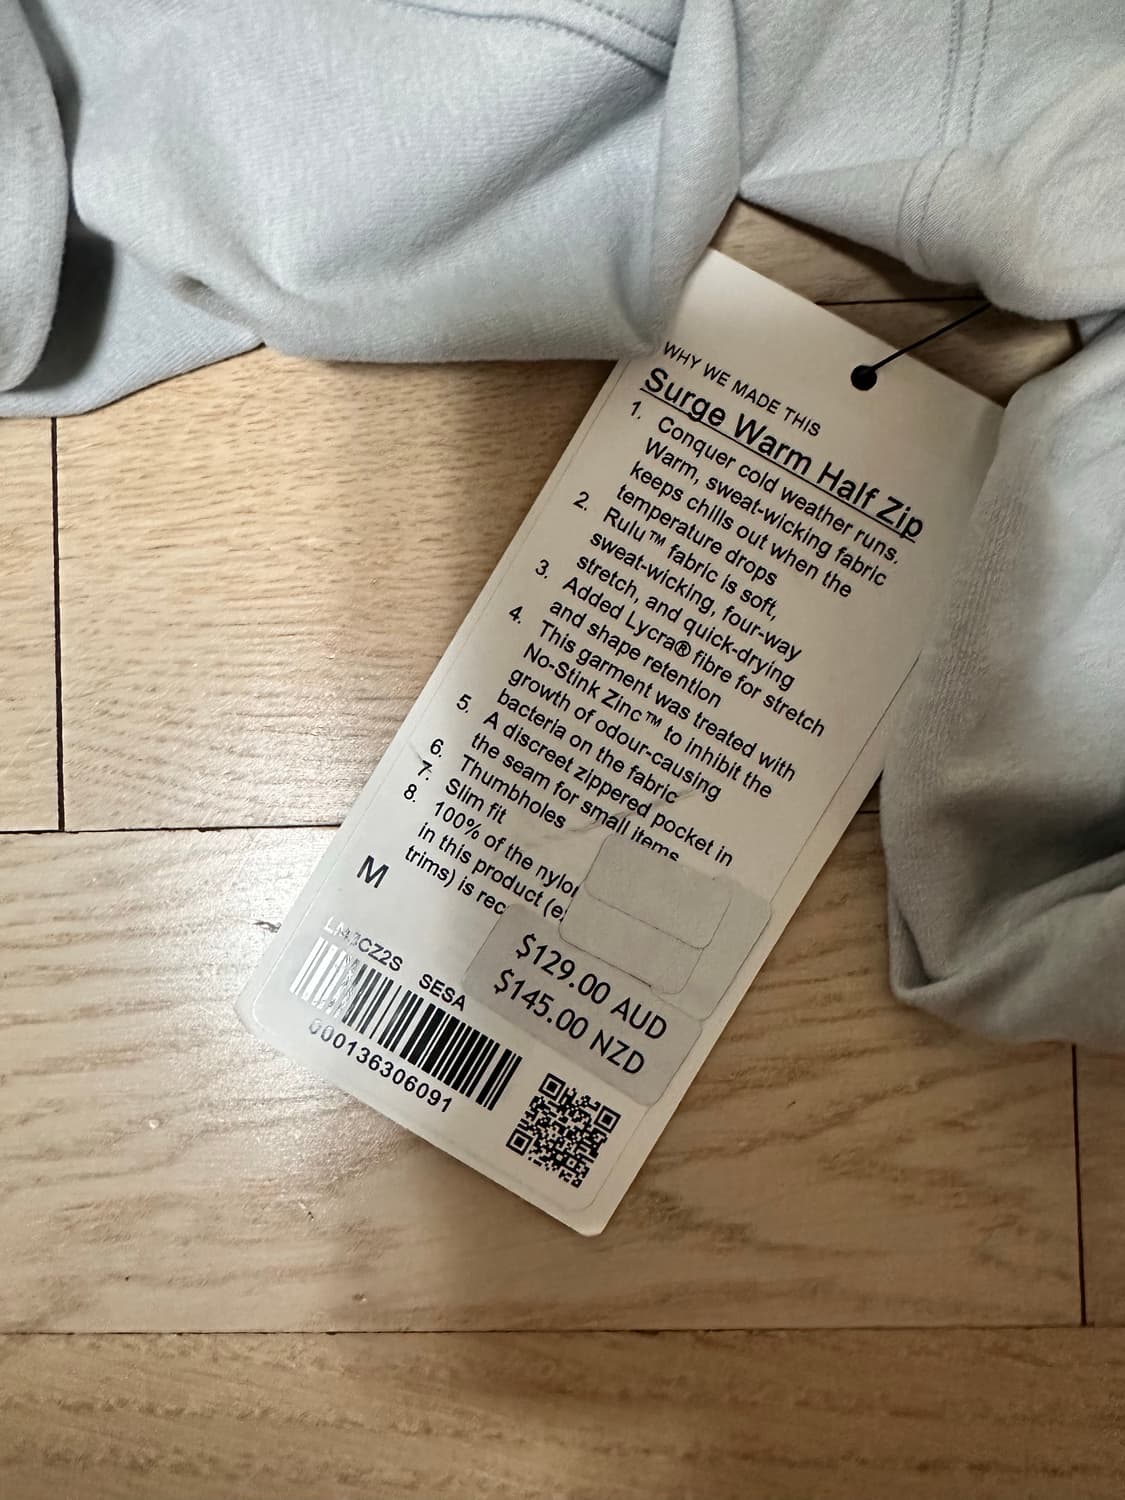 WHY WE MADE THIS
Surge Warm Half Zip
1. Conquer cold weather runs.
Warm, sweat-wicking fabric
keeps chills out when the
temperature drops
2. Rulu™ fabric is soft,
sweat-wicking, four-way
stretch, and quick-drying
3. Added Lycra® fibre for stretch
and shape retention
4. This garment was treated with
No-Stink Zinc™ to inhibit the
growth of odour-causing
bacteria on the fabric
5. A discreet zippered pocket in
the seam for small items
6. Thumbholes
7. Slim fit
8. 100% of the
in this product
trims) is
M
$129.00 AUD
$145.00 NZD
SESA
000136306091